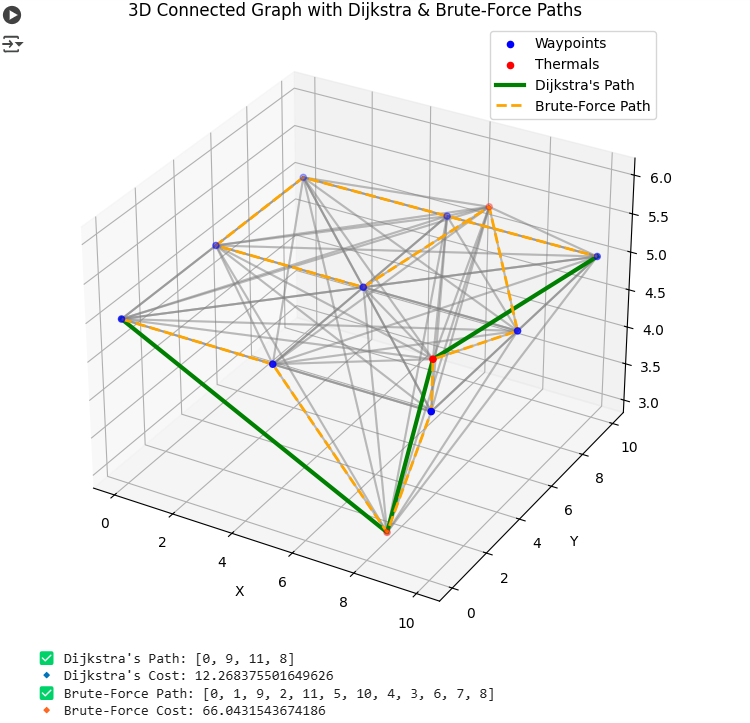 3D Connected Graph with Dijkstra & Brute-Force Paths
Waypoints
Thermals
Dijkstra's Path
Brute-Force Path
6.0
5.5
5.0
4.5
4.0
3.5
3.0
10
8
6
4
2
0
Y
0
2
4
6
8
10
X
Dijkstra's Path: [0, 9, 11, 8]
Dijkstra's Cost: 12.268375501649626
Brute-Force Path: [0, 1, 9, 2, 11, 5, 10, 4, 3, 6, 7, 8]
Brute-Force Cost: 66.0431543674186